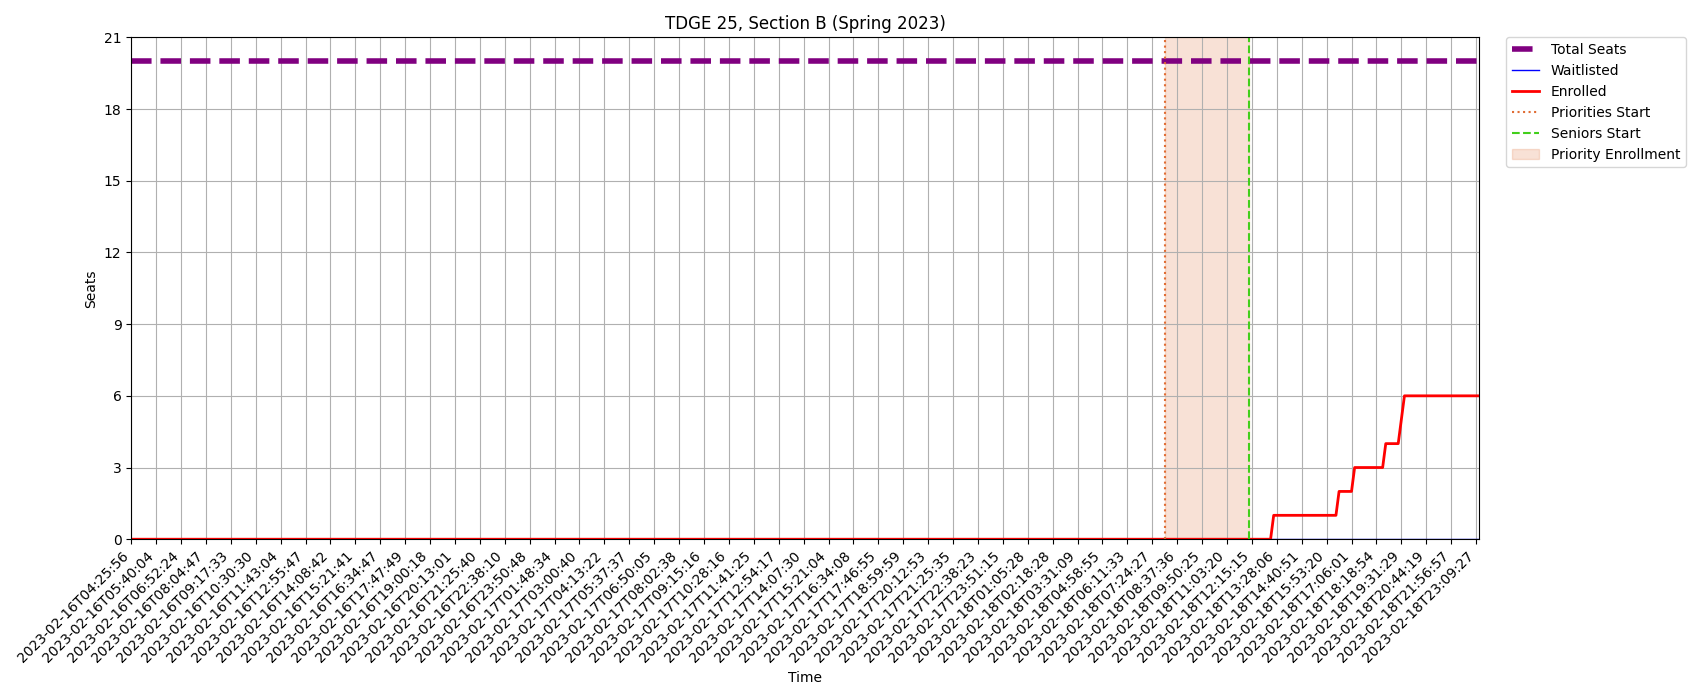 TDGE 25, Section B (Spring 2023)
21
18
15
12
9
6
3
0
Seats
2023-02-16T04:25:56
2023-02-16T05:40:04
2023-02-16T06:52:24
2023-02-16T08:04:47
2023-02-16T09:17:33
2023-02-16T10:30:30
2023-02-16T11:43:04
2023-02-16T12:55:47
2023-02-16T14:08:42
2023-02-16T15:21:41
2023-02-16T16:34:47
2023-02-16T17:47:49
2023-02-16T19:00:18
2023-02-16T20:13:01
2023-02-16T21:25:40
2023-02-16T22:38:10
2023-02-16T23:50:48
2023-02-17T01:48:34
2023-02-17T03:00:40
2023-02-17T04:13:22
2023-02-17T05:37:37
2023-02-17T06:50:05
2023-02-17T08:02:38
2023-02-17T09:15:16
2023-02-17T10:28:16
2023-02-17T11:41:25
2023-02-17T12:54:17
2023-02-17T14:07:30
2023-02-17T15:21:04
2023-02-17T16:34:08
2023-02-17T17:46:55
2023-02-17T18:59:59
2023-02-17T20:12:53
2023-02-17T21:25:35
2023-02-17T22:38:23
2023-02-17T23:51:15
2023-02-18T01:05:28
2023-02-18T02:18:28
2023-02-18T03:31:09
2023-02-18T04:58:55
2023-02-18T06:11:33
2023-02-18T07:24:27
2023-02-18T08:37:36
2023-02-18T09:50:25
2023-02-18T11:03:20
2023-02-18T12:15:15
2023-02-18T13:28:06
2023-02-18T14:40:51
2023-02-18T15:53:20
2023-02-18T17:06:01
2023-02-18T18:18:54
2023-02-18T19:31:29
2023-02-18T20:44:19
2023-02-18T21:56:57
2023-02-18T23:09:27
Time
Total Seats
Waitlisted
Enrolled
Priorities Start
Seniors Start
Priority Enrollment